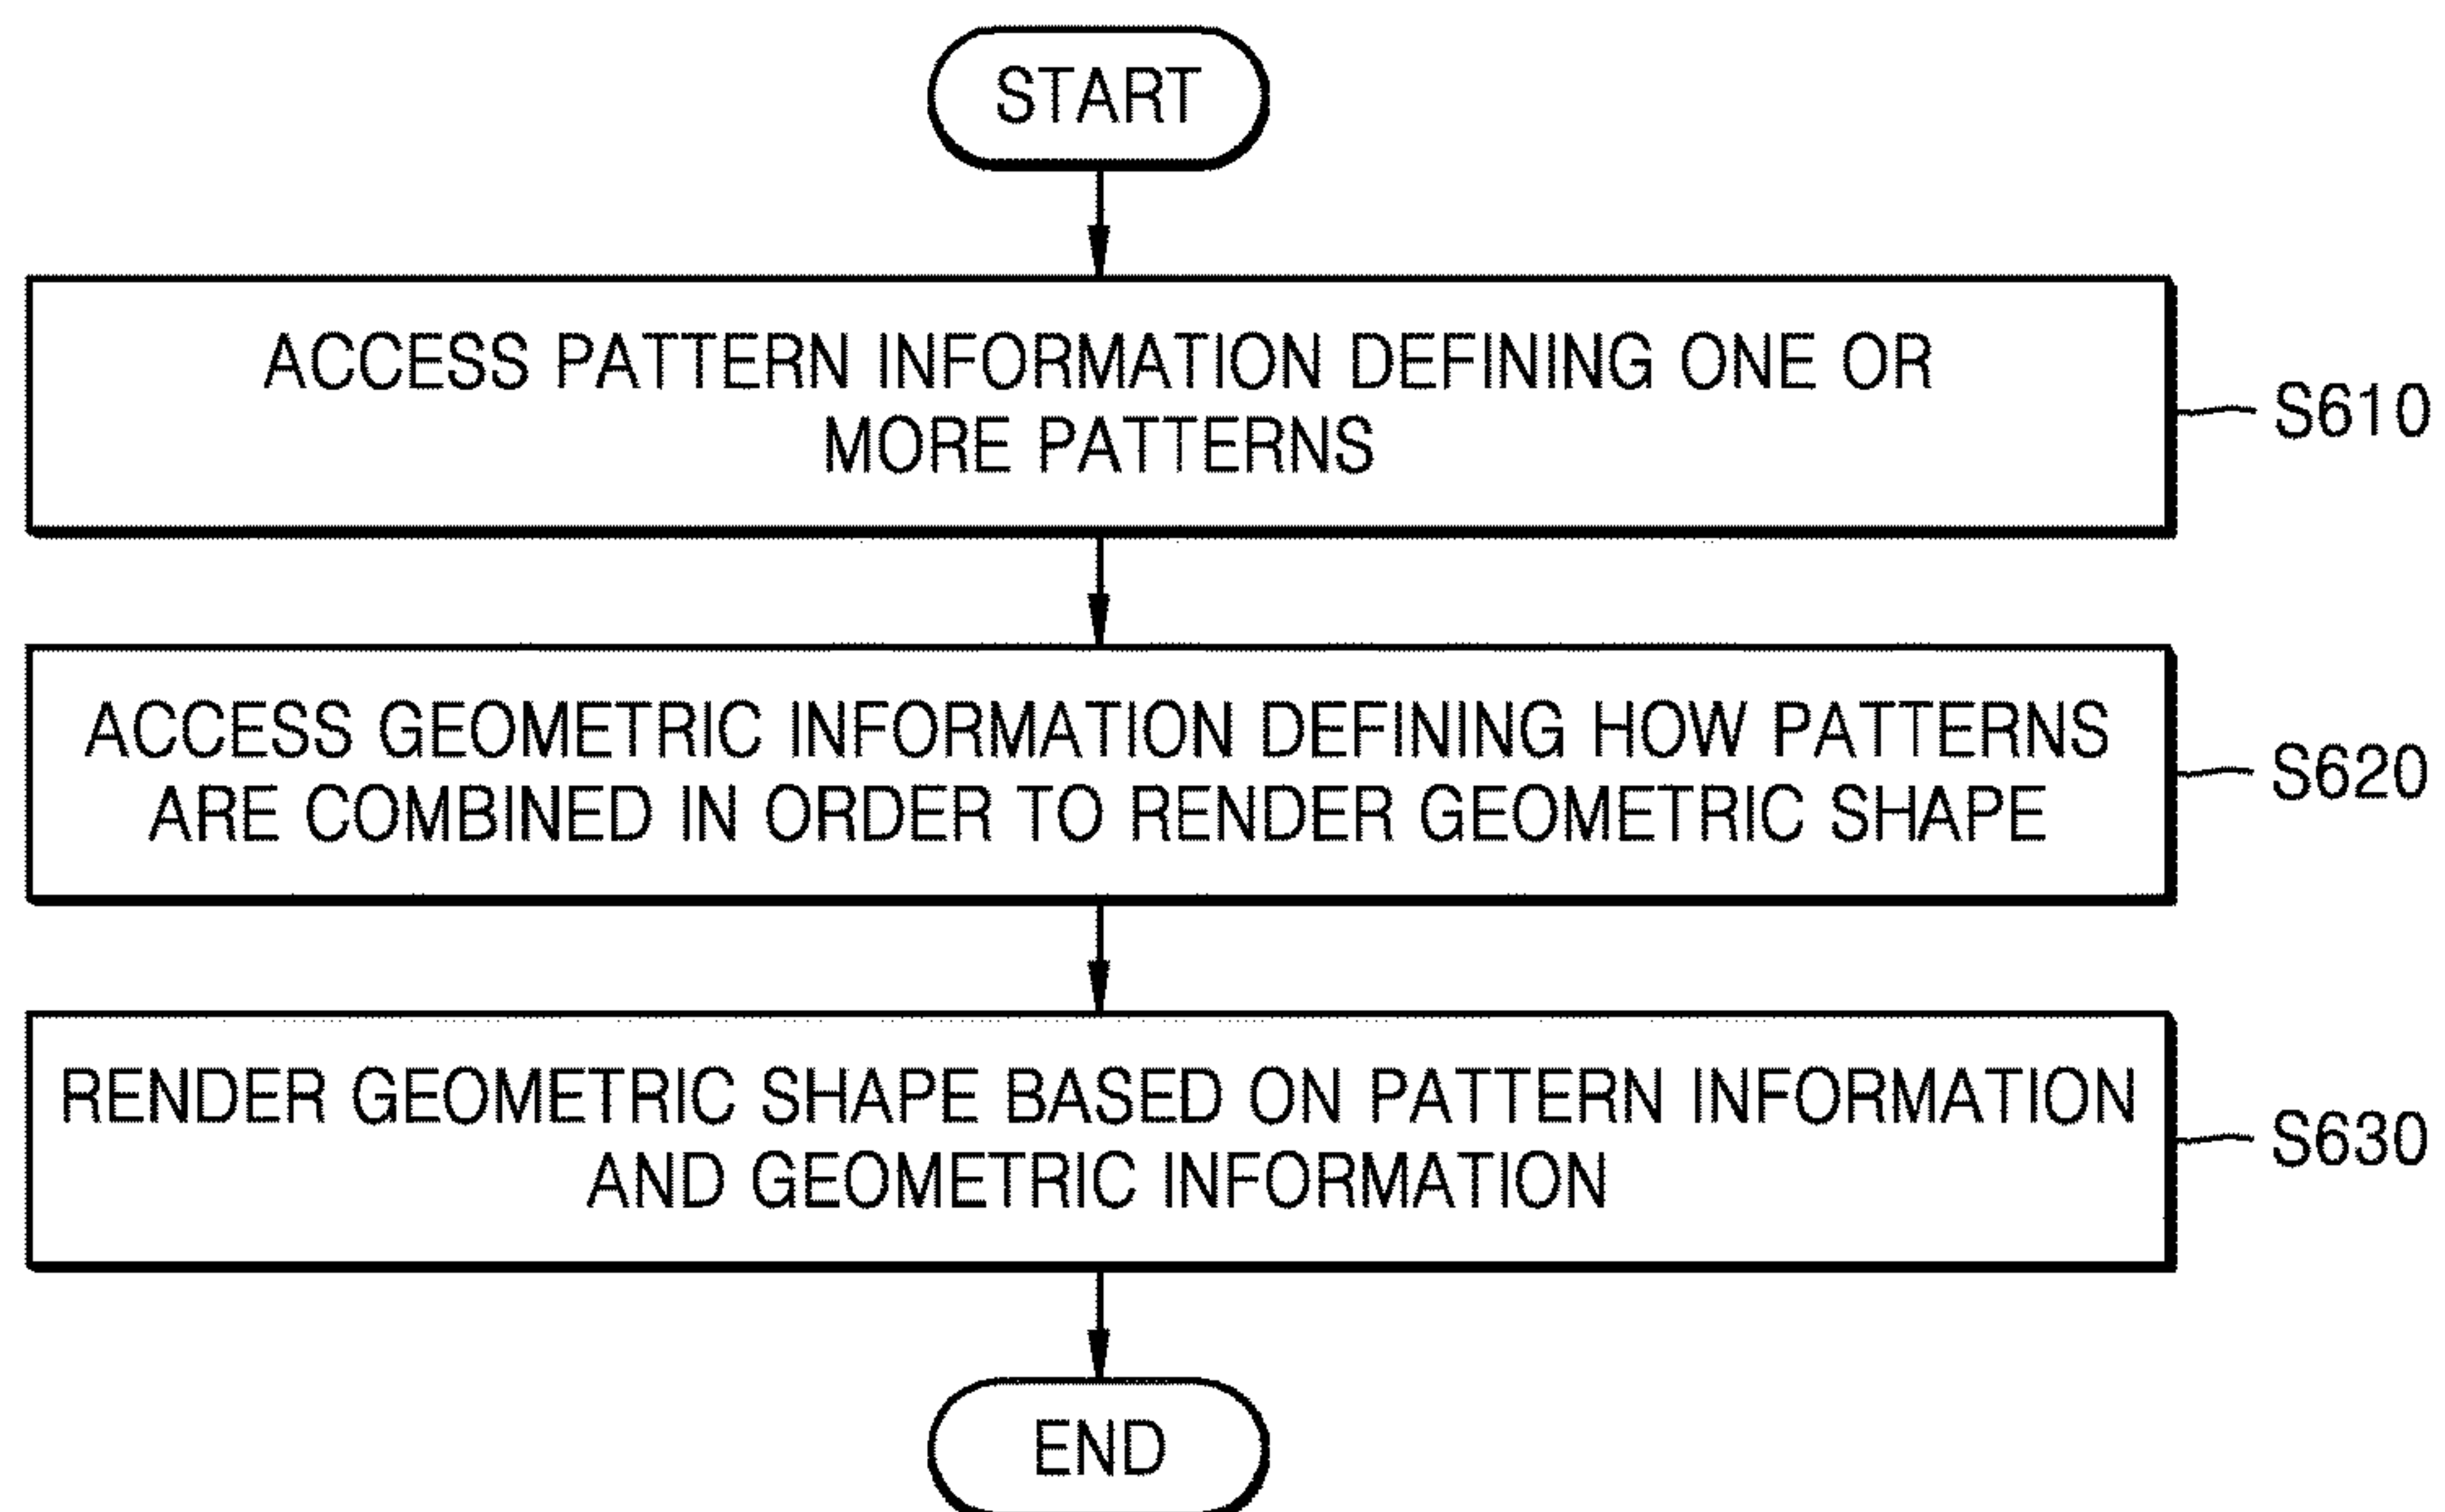 START
ACCESS PATTERN INFORMATION DEFINING ONE OR
MORE PATTERNS
S610
ACCESS GEOMETRIC INFORMATION DEFINING HOW PATTERNS
ARE COMBINED IN ORDER TO RENDER GEOMETRIC SHAPE
S620
RENDER GEOMETRIC SHAPE BASED ON PATTERN INFORMATION
AND GEOMETRIC INFORMATION
S630
END